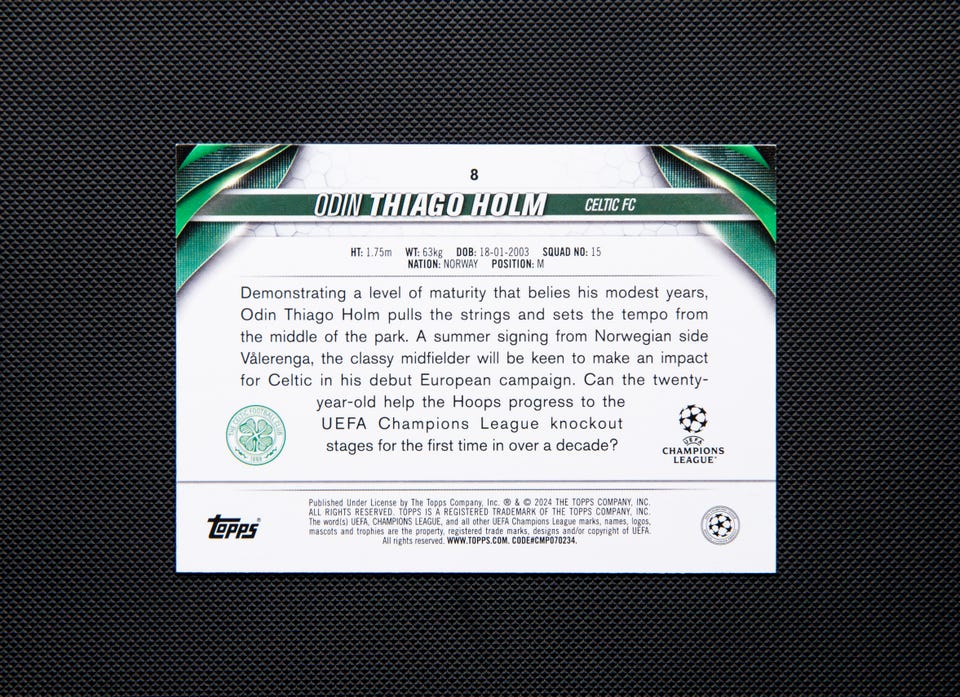 8
ODIN THIAGO HOLM CELTIC FC
HT: 1.75m WT: 63kg DOB: 18-01-2003 SQUAD NO: 15
NATION: NORWAY POSITION: M
Demonstrating a level of maturity that belies his modest years,
Odin Thiago Holm pulls the strings and sets the tempo from
the middle of the park. A summer signing from Norwegian side
Vålerenga, the classy midfielder will be keen to make an impact
for Celtic in his debut European campaign. Can the twenty-
year-old help the Hoops progress to the
UEFA Champions League knockout
stages for the first time in over a decade?
THE CELTIC FOOTBALL CLUB
1888
UEFA
CHAMPIONS
LEAGUE
Published Under License by The Topps Company, Inc. ® & © 2024 THE TOPPS COMPANY, INC.
ALL RIGHTS RESERVED. TOPPS IS A REGISTERED TRADEMARK OF THE TOPPS COMPANY, INC.
The word(s) UEFA, CHAMPIONS LEAGUE, and all other UEFA Champions League marks, names, logos,
mascots and trophies are the property, registered trade marks, designs and/or copyright of UEFA.
All rights reserved. WWW.TOPPS.COM. CODE#CMP070234.
Topps®